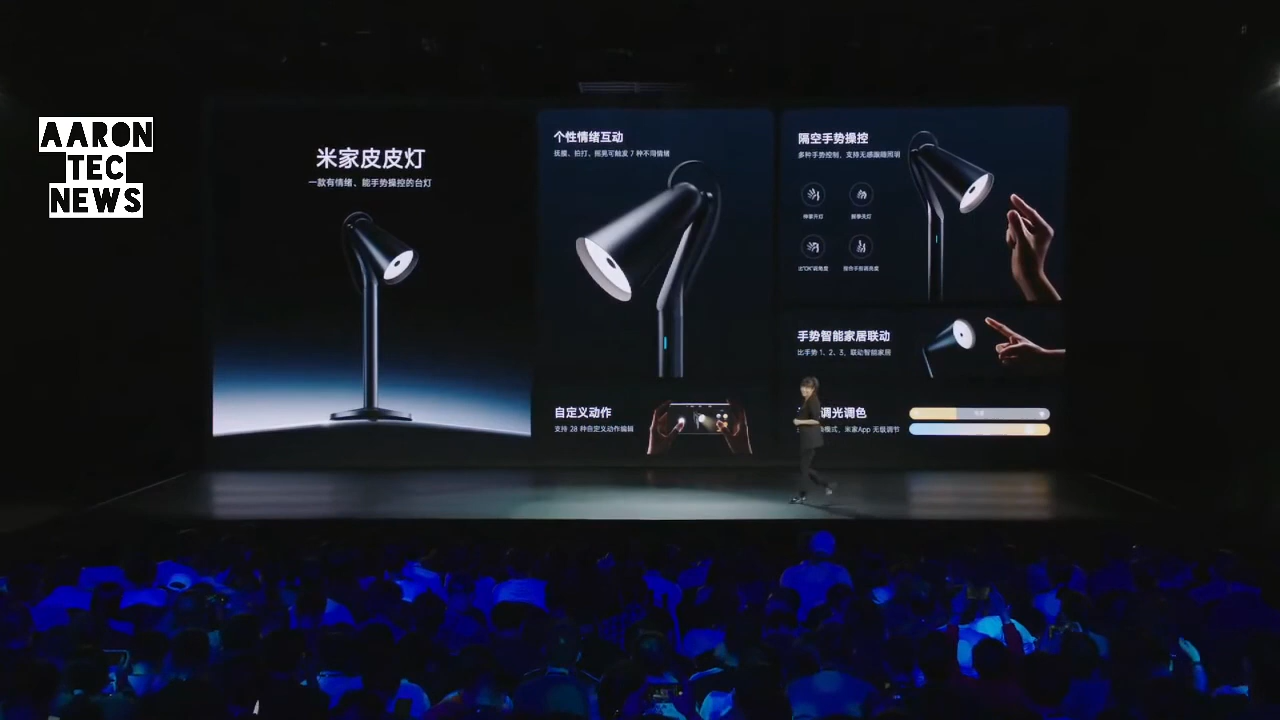 AARON
TEC
NEWS
米家皮皮灯
一款有情绪、能手势操控的台灯
个性情绪互动
抚摸、拍打、摇晃可触发 7 种不同情绪
自定义动作
支持 28 种自定义动作编辑
隔空手势操控
多种手势控制，支持无感跟随照明
手势智能家居联动
比手势 1、2、3，联动智能家居
调光调色
模式，米家App 无级调节